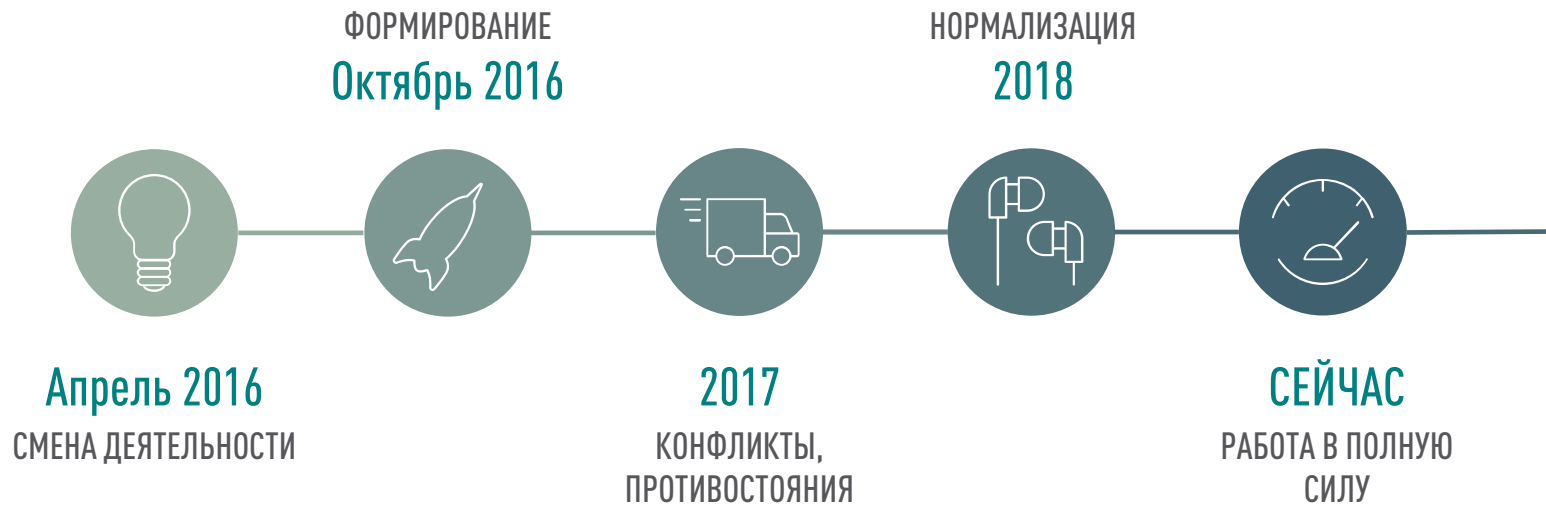 ФОРМИРОВАНИЕ
Октябрь 2016
НОРМАЛИЗАЦИЯ
2018
Апрель 2016
СМЕНА ДЕЯТЕЛЬНОСТИ
2017
КОНФЛИКТЫ,
ПРОТИВОСТОЯНИЯ
СЕЙЧАС
РАБОТА В ПОЛНУЮ
СИЛУ